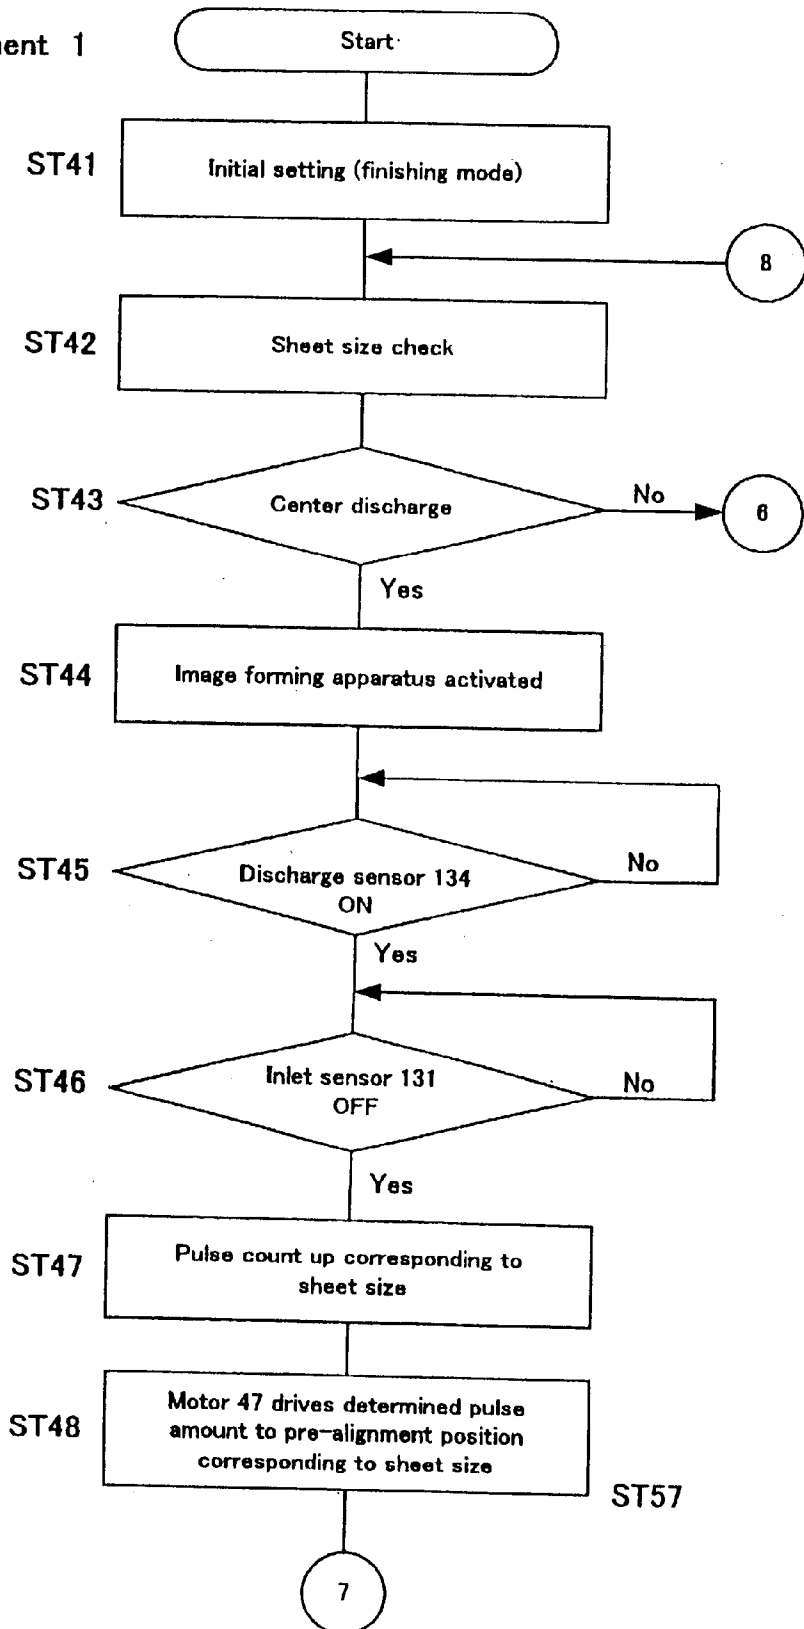 ment 1
Start
ST41
Initial setting (finishing mode)
8
ST42
Sheet size check
ST43
Center discharge
No
6
Yes
ST44
Image forming apparatus activated
ST45
Discharge sensor 134
ON
No
Yes
ST46
Inlet sensor 131
OFF
No
Yes
ST47
Pulse count up corresponding to
sheet size
ST48
Motor 47 drives determined pulse
amount to pre-alignment position
corresponding to sheet size
ST57
7